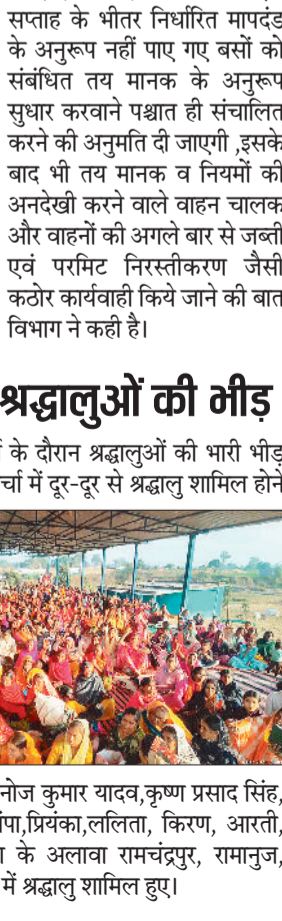 सप्ताह के भीतर निर्धारित मापदंड
के अनुरूप नहीं पाए गए बसों को
संबंधित तय मानक के अनुरूप
सुधार करवाने पश्चात ही संचालित
करने की अनुमति दी जाएगी ,इसके
बाद भी तय मानक व नियमों की
अनदेखी करने वाले वाहन चालक
और वाहनों की अगले बार से जब्ती
एवं परमिट निरस्तीकरण जैसी
कठोर कार्यवाही किये जाने की बात
विभाग ने कही है।
श्रद्धालुओं की भीड़
के दौरान श्रद्धालुओं की भारी भीड़
में दूर-दूर से श्रद्धालु शामिल होने
कुमार यादव,कृष्ण प्रसाद सिंह,
प्रियंका,ललिता, किरण, आरती,
के अलावा रामचंद्रपुर, रामानुज,
में श्रद्धालु शामिल हुए।